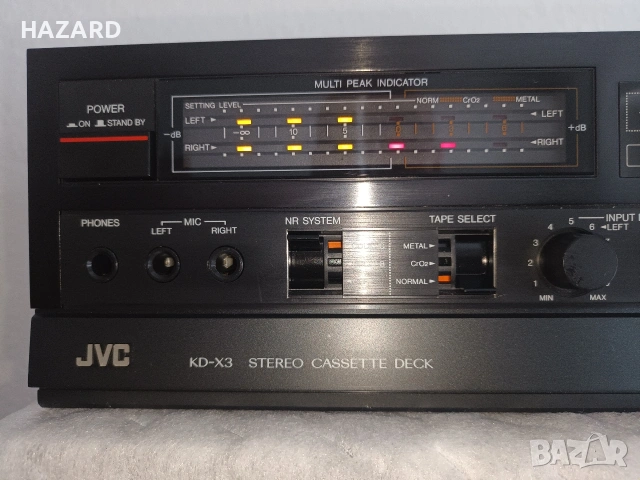 HAZARD
MULTI PEAK INDICATOR
POWER
ON STAND BY
SETTING LEVEL
NORM CrO2 METAL
LEFT
LEFT
-dB
-∞ 10 5 0
+dB
RIGHT
RIGHT
PHONES
MIC
LEFT RIGHT
NR SYSTEM
TAPE SELECT
METAL
CrO2
NORMAL
INPUT
LEFT
1 2 3 4 5 6
MIN MAX
JVC KD-X3 STEREO CASSETTE DECK
BAZAR